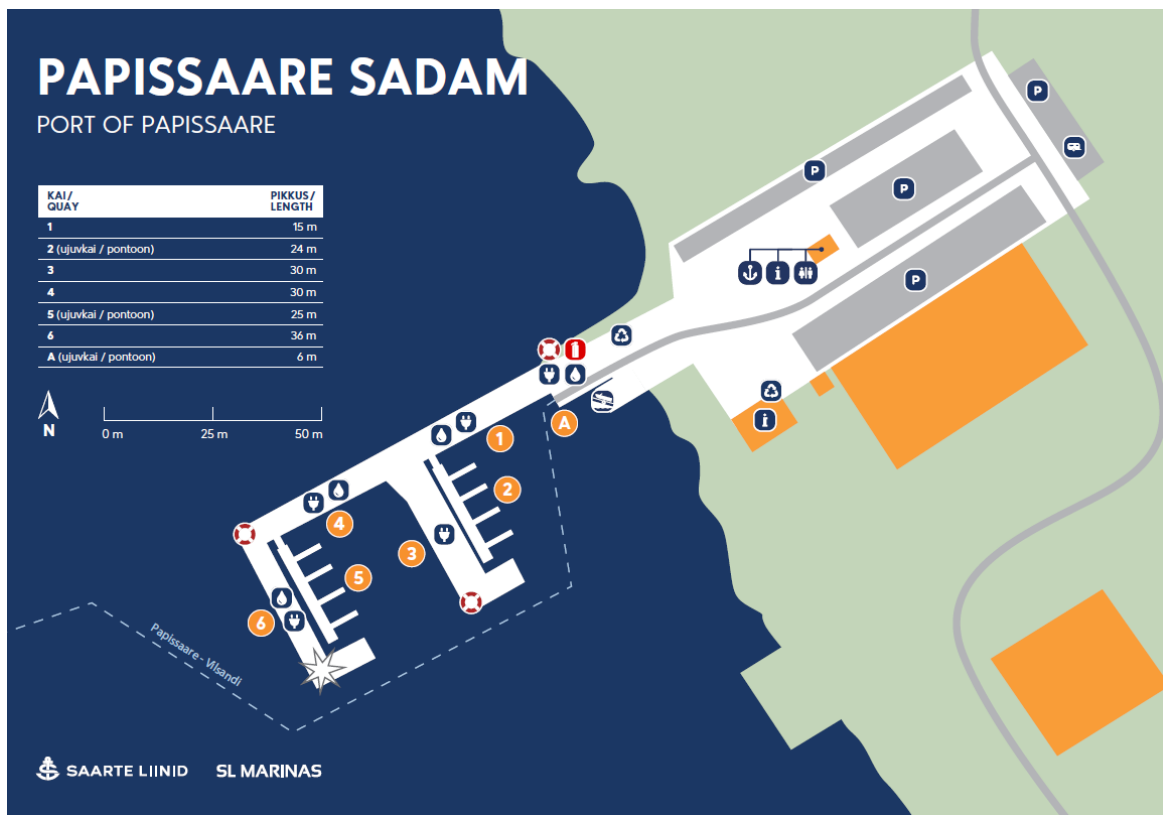 PAPISSAARE SADAM
PORT OF PAPISSAARE
KAI/ PIKKUS/
QUAY LENGTH
1 15 m
2 (ujuvkai / pontoon) 24 m
3 30 m
4 30 m
5 (ujuvkai / pontoon) 25 m
6 36 m
A (ujuvkai / pontoon) 6 m
N
0 m 25 m 50 m
P
P
P
P
i
A
i
1
2
4
3
5
6
Papissaare - Vilsandi
SAARTE LIINID SL MARINAS